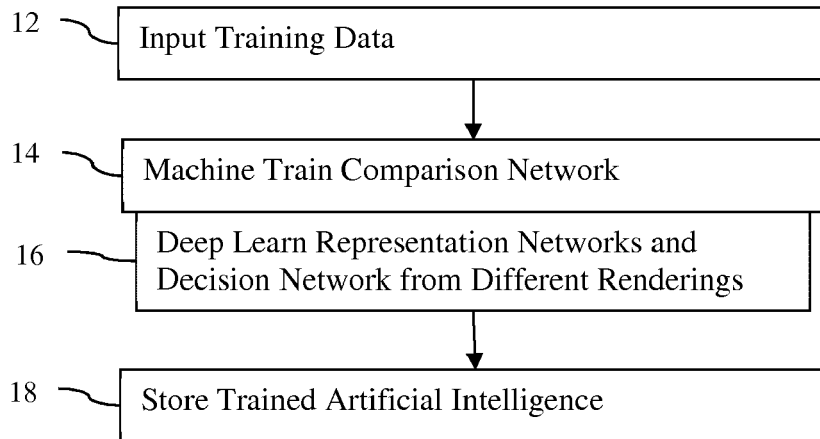 12
Input Training Data
14
Machine Train Comparison Network
16
Deep Learn Representation Networks and
Decision Network from Different Renderings
18
Store Trained Artificial Intelligence